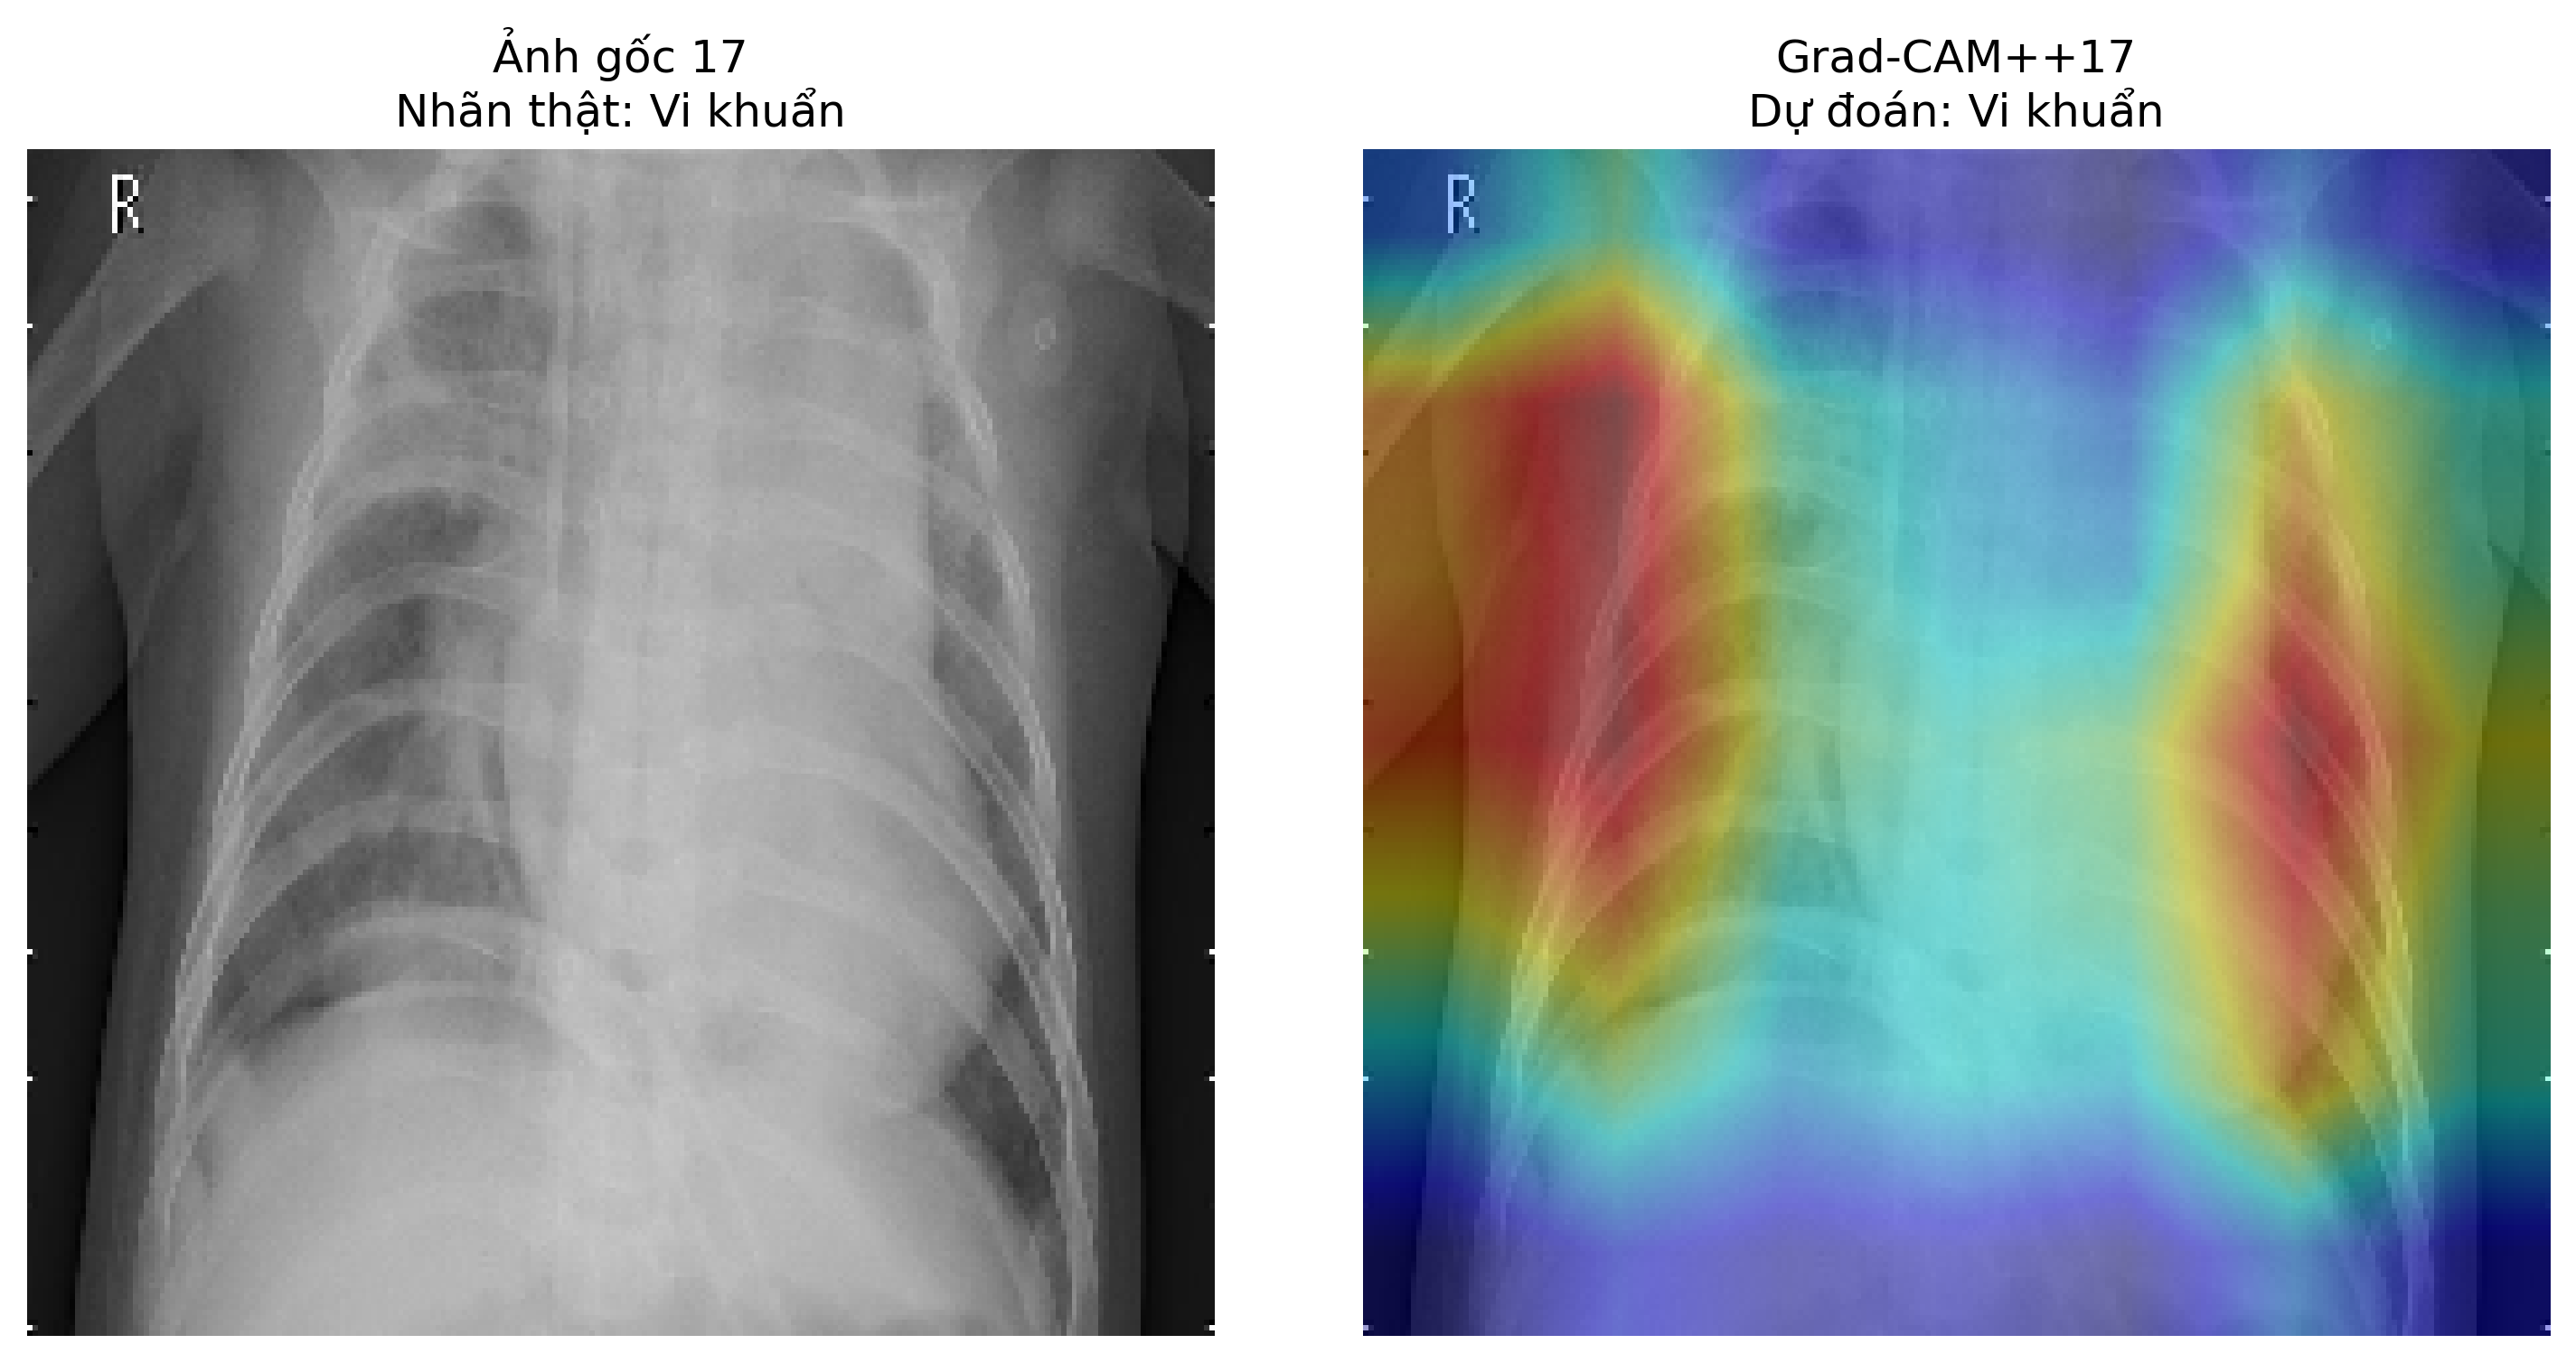 Ảnh gốc 17
Nhãn thật: Vi khuẩn
R
Grad-CAM++17
Dự đoán: Vi khuẩn
R